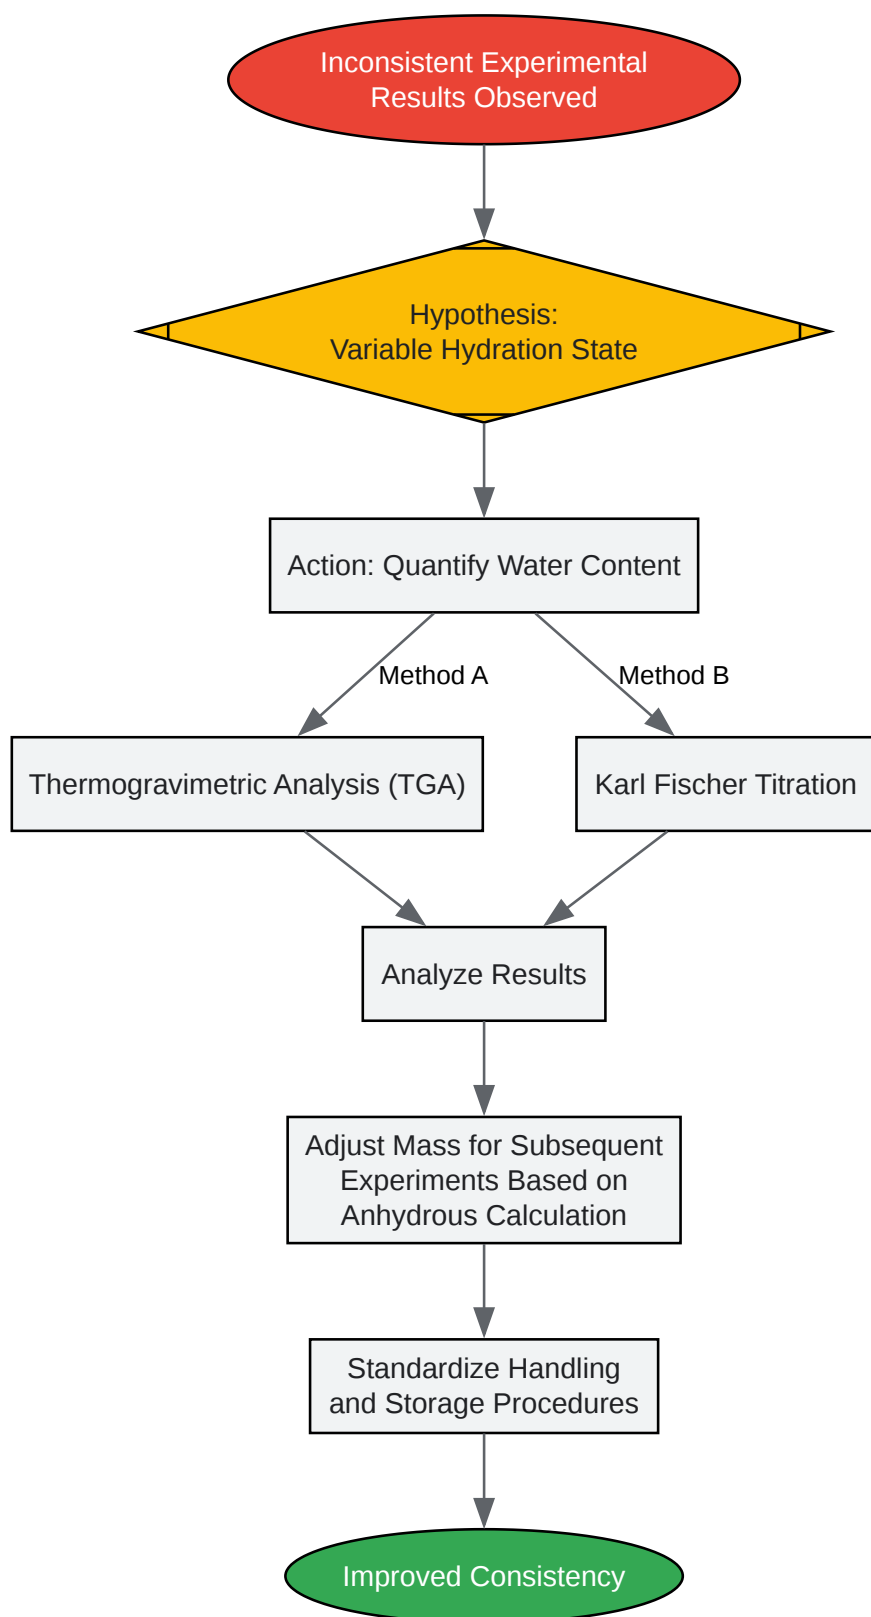 Inconsistent Experimental
Results Observed
Hypothesis:
Variable Hydration State
Action: Quantify Water Content
Method A
Method B
Thermogravimetric Analysis (TGA)
Karl Fischer Titration
Analyze Results
Adjust Mass for Subsequent
Experiments Based on
Anhydrous Calculation
Standardize Handling
and Storage Procedures
Improved Consistency